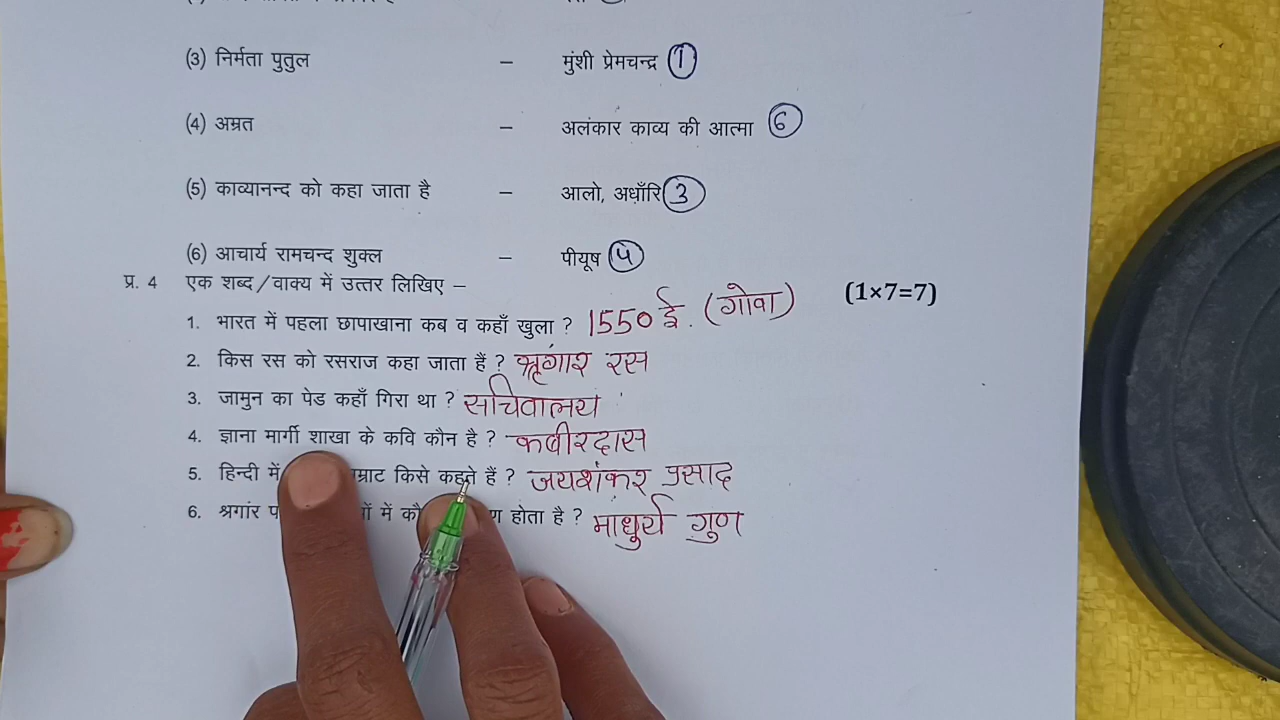 (3) निर्मता पुतुल – मुंशी प्रेमचन्द्र 1
(4) अम्रत – अलंकार काव्य की आत्मा 6
(5) काव्यानन्द को कहा जाता है – आलो, अधाँरि 3
(6) आचार्य रामचन्द शुक्ल – पीयूष 4
प्र. 4 एक शब्द/वाक्य में उत्तर लिखिए – (1×7=7)
1. भारत में पहला छापाखाना कब व कहाँ खुला ? 1550 ई. (गोवा)
2. किस रस को रसराज कहा जाता हैं ? श्रृंगार रस
3. जामुन का पेड कहाँ गिरा था ? सचिवालय
4. ज्ञाना मार्गी शाखा के कवि कौन है ? कबीरदास
5. हिन्दी में किसे कहते हैं ? जयशंकर प्रसाद
6. श्रगांर में होता है ? माधुर्य गुण